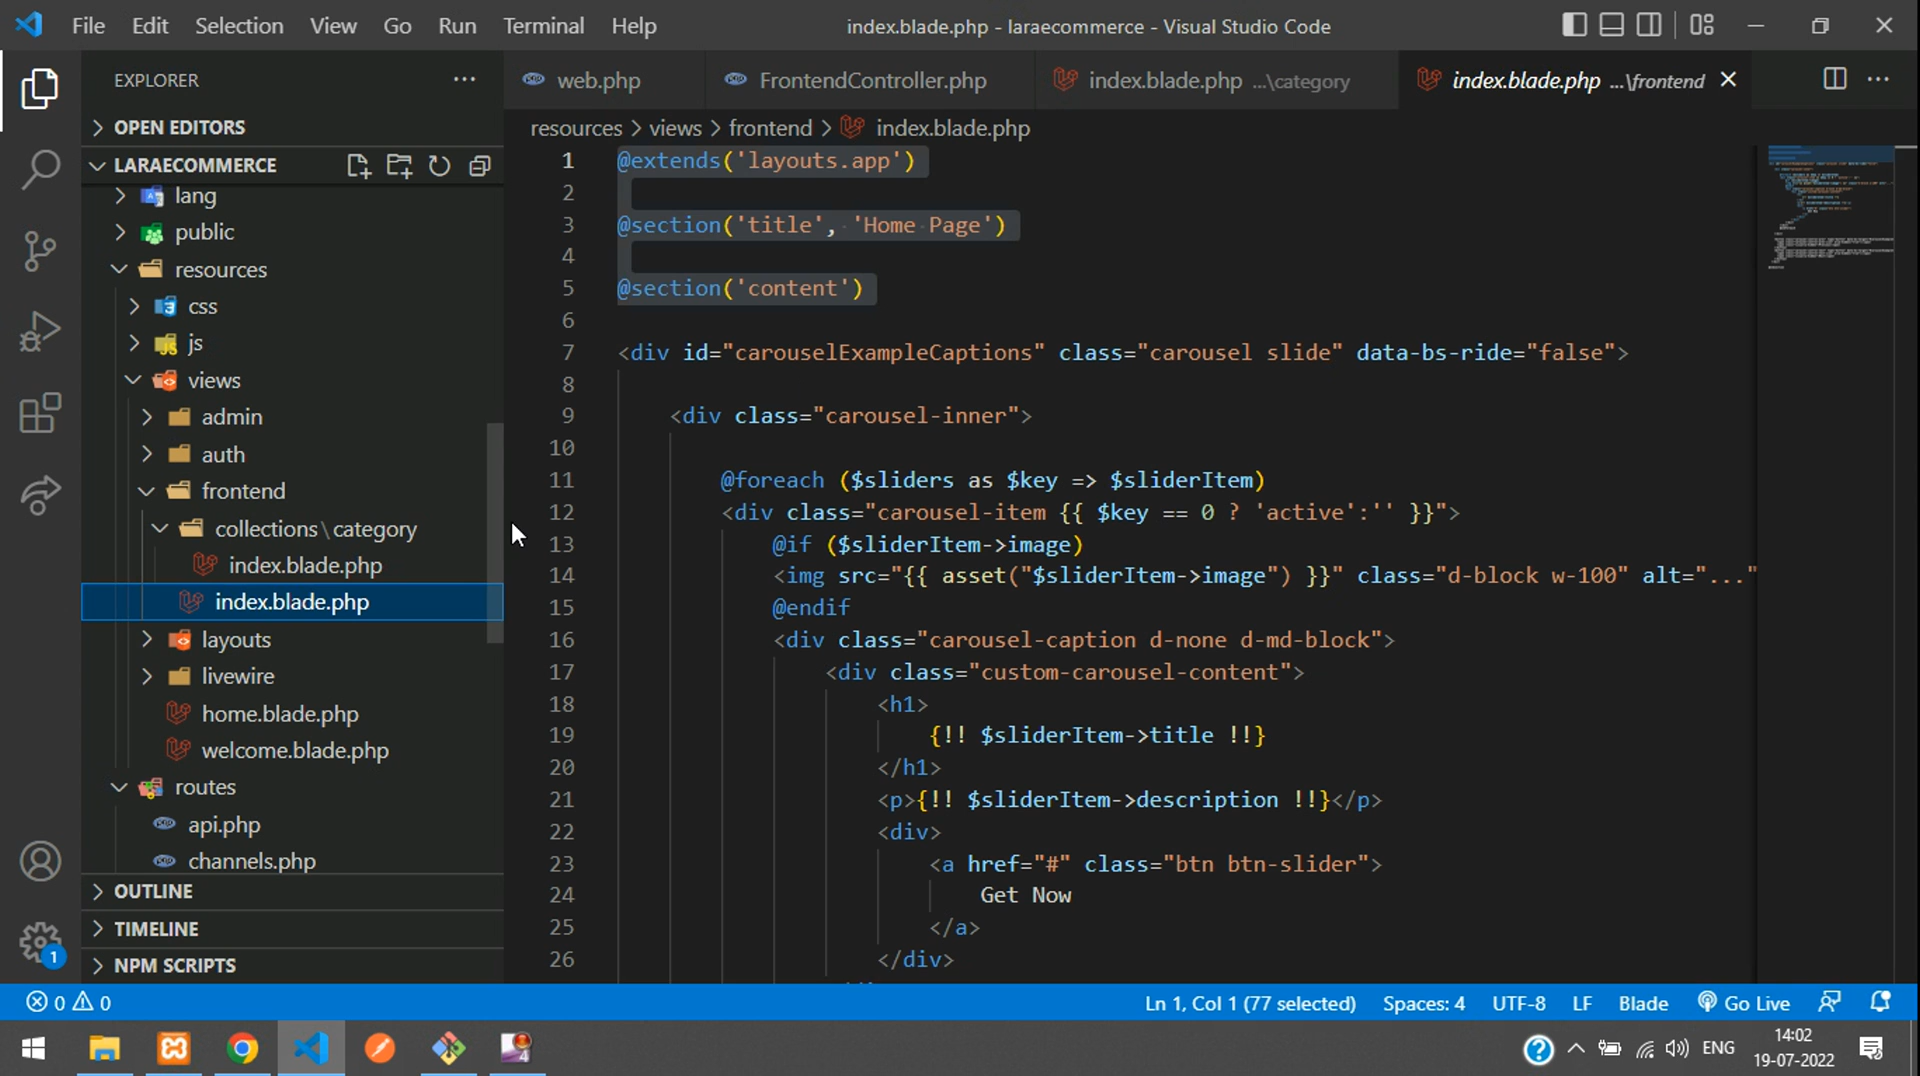 File Edit Selection View Go Run Terminal Help
index.blade.php - laraecommerce - Visual Studio Code
EXPLORER
web.php
FrontendController.php
index.blade.php ...\category
index.blade.php ...\frontend
OPEN EDITORS
resources > views > frontend > index.blade.php
LARAECOMMERCE
lang
public
resources
css
js
views
admin
auth
frontend
collections\category
index.blade.php
index.blade.php
layouts
livewire
home.blade.php
welcome.blade.php
routes
api.php
channels.php
OUTLINE
TIMELINE
NPM SCRIPTS
1 @extends('layouts.app')
2
3 @section('title', 'Home Page')
4
5 @section('content')
6
7 <div id="carouselExampleCaptions" class="carousel slide" data-bs-ride="false">
8
9 <div class="carousel-inner">
10
11 @foreach ($sliders as $key => $sliderItem)
12 <div class="carousel-item {{ $key == 0 ? 'active':'' }}">
13 @if ($sliderItem->image)
14 <img src="{{ asset("$sliderItem->image") }}" class="d-block w-100" alt="..."
15 @endif
16 <div class="carousel-caption d-none d-md-block">
17 <div class="custom-carousel-content">
18 <h1>
19 {!! $sliderItem->title !!}
20 </h1>
21 <p>{!! $sliderItem->description !!}</p>
22 <div>
23 <a href="#" class="btn btn-slider">
24 Get Now
25 </a>
26 </div>
1
0 0
Ln 1, Col 1 (77 selected) Spaces: 4 UTF-8 LF Blade Go Live
4
ENG
14:02
19-07-2022